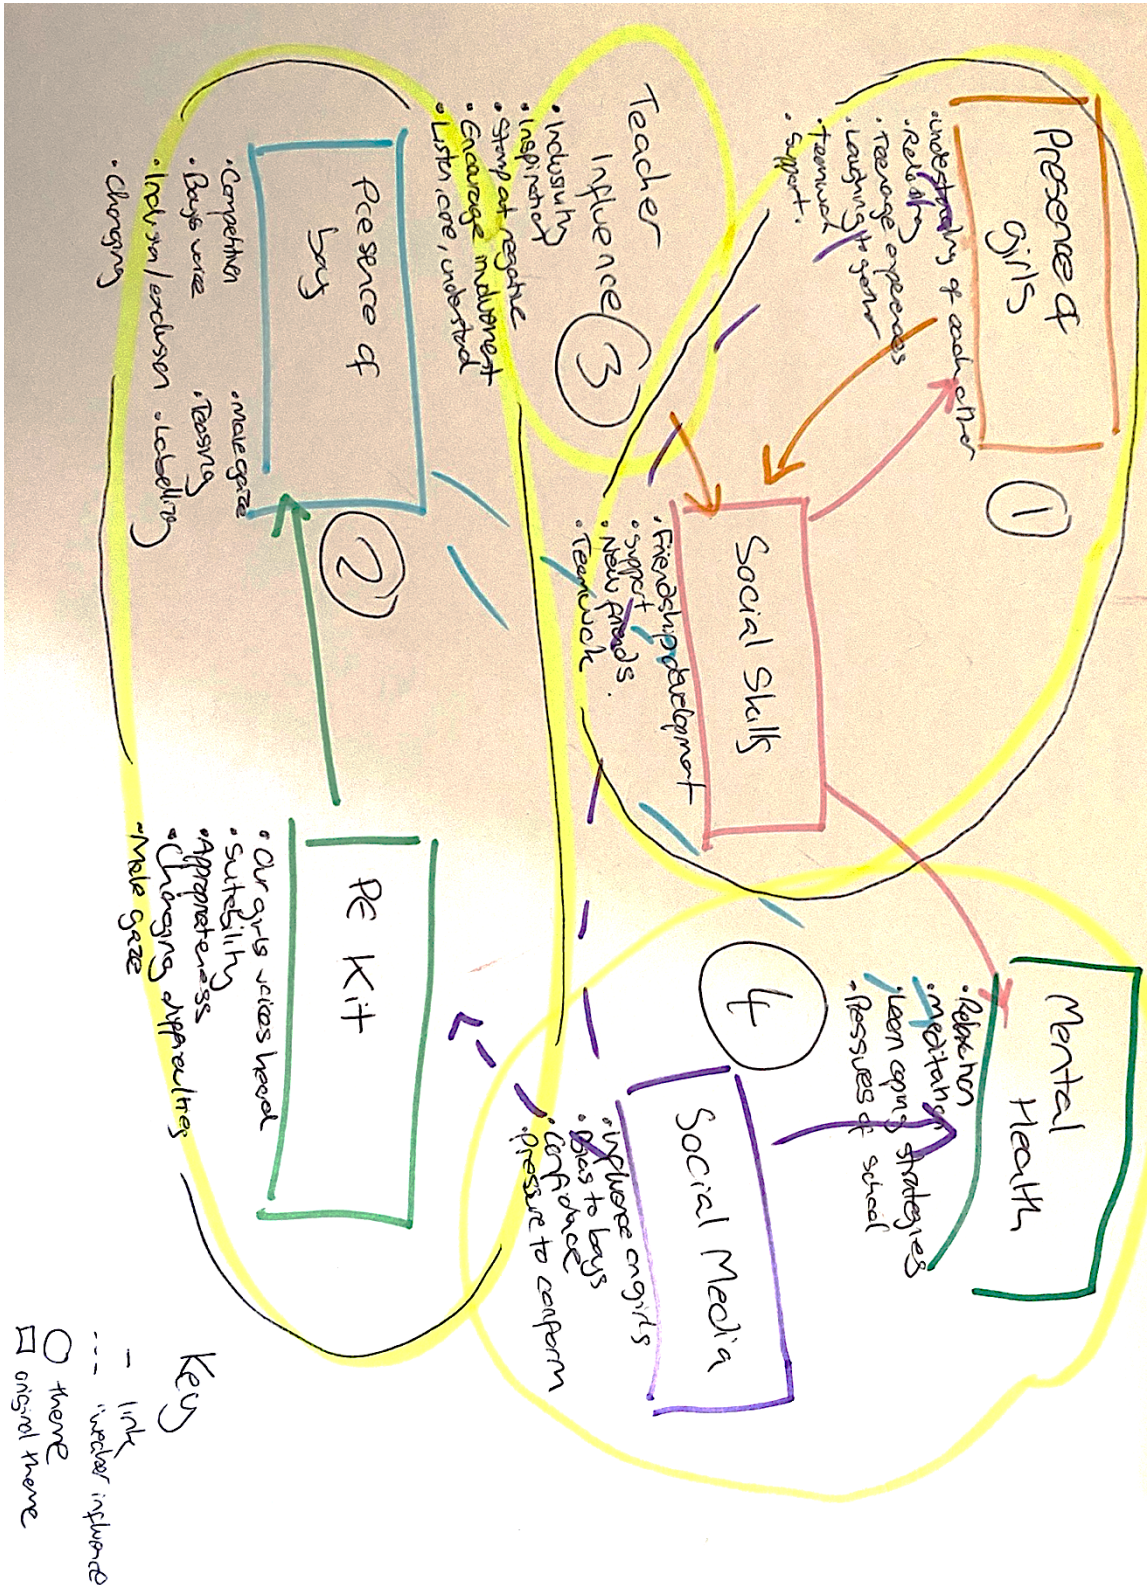 Presence of
girls
• understanding of each other
• Relating
• Teenage experiences
• Laughing together
• Teamwork
• Support.
①
Social Skills
• Friendship development
• support
• New friends.
• Teamwork
Mental
Health
• Relaxation
• Meditation
• Learn coping strategies
• Pressures of school
Teacher
Influence
③
• Inclusivity
• Inspirational
• Stamp out negative
• Encourage involvement
• Listen, care, understand
④
Social Media
• Influence on girls
• Bias to boys
• Confidence
• Pressure to conform
Presence of
boys
②
• Competition
• Male gaze
• Boys voice
• Teasing
• Inclusion/exclusion
• Labelling
• Changing
PE Kit
• Our girls voices heard
• Suitability
• Appropriateness
• Changing difficulties
• Male gaze
Key
– link
--- weaker influence
○ theme
□ original theme